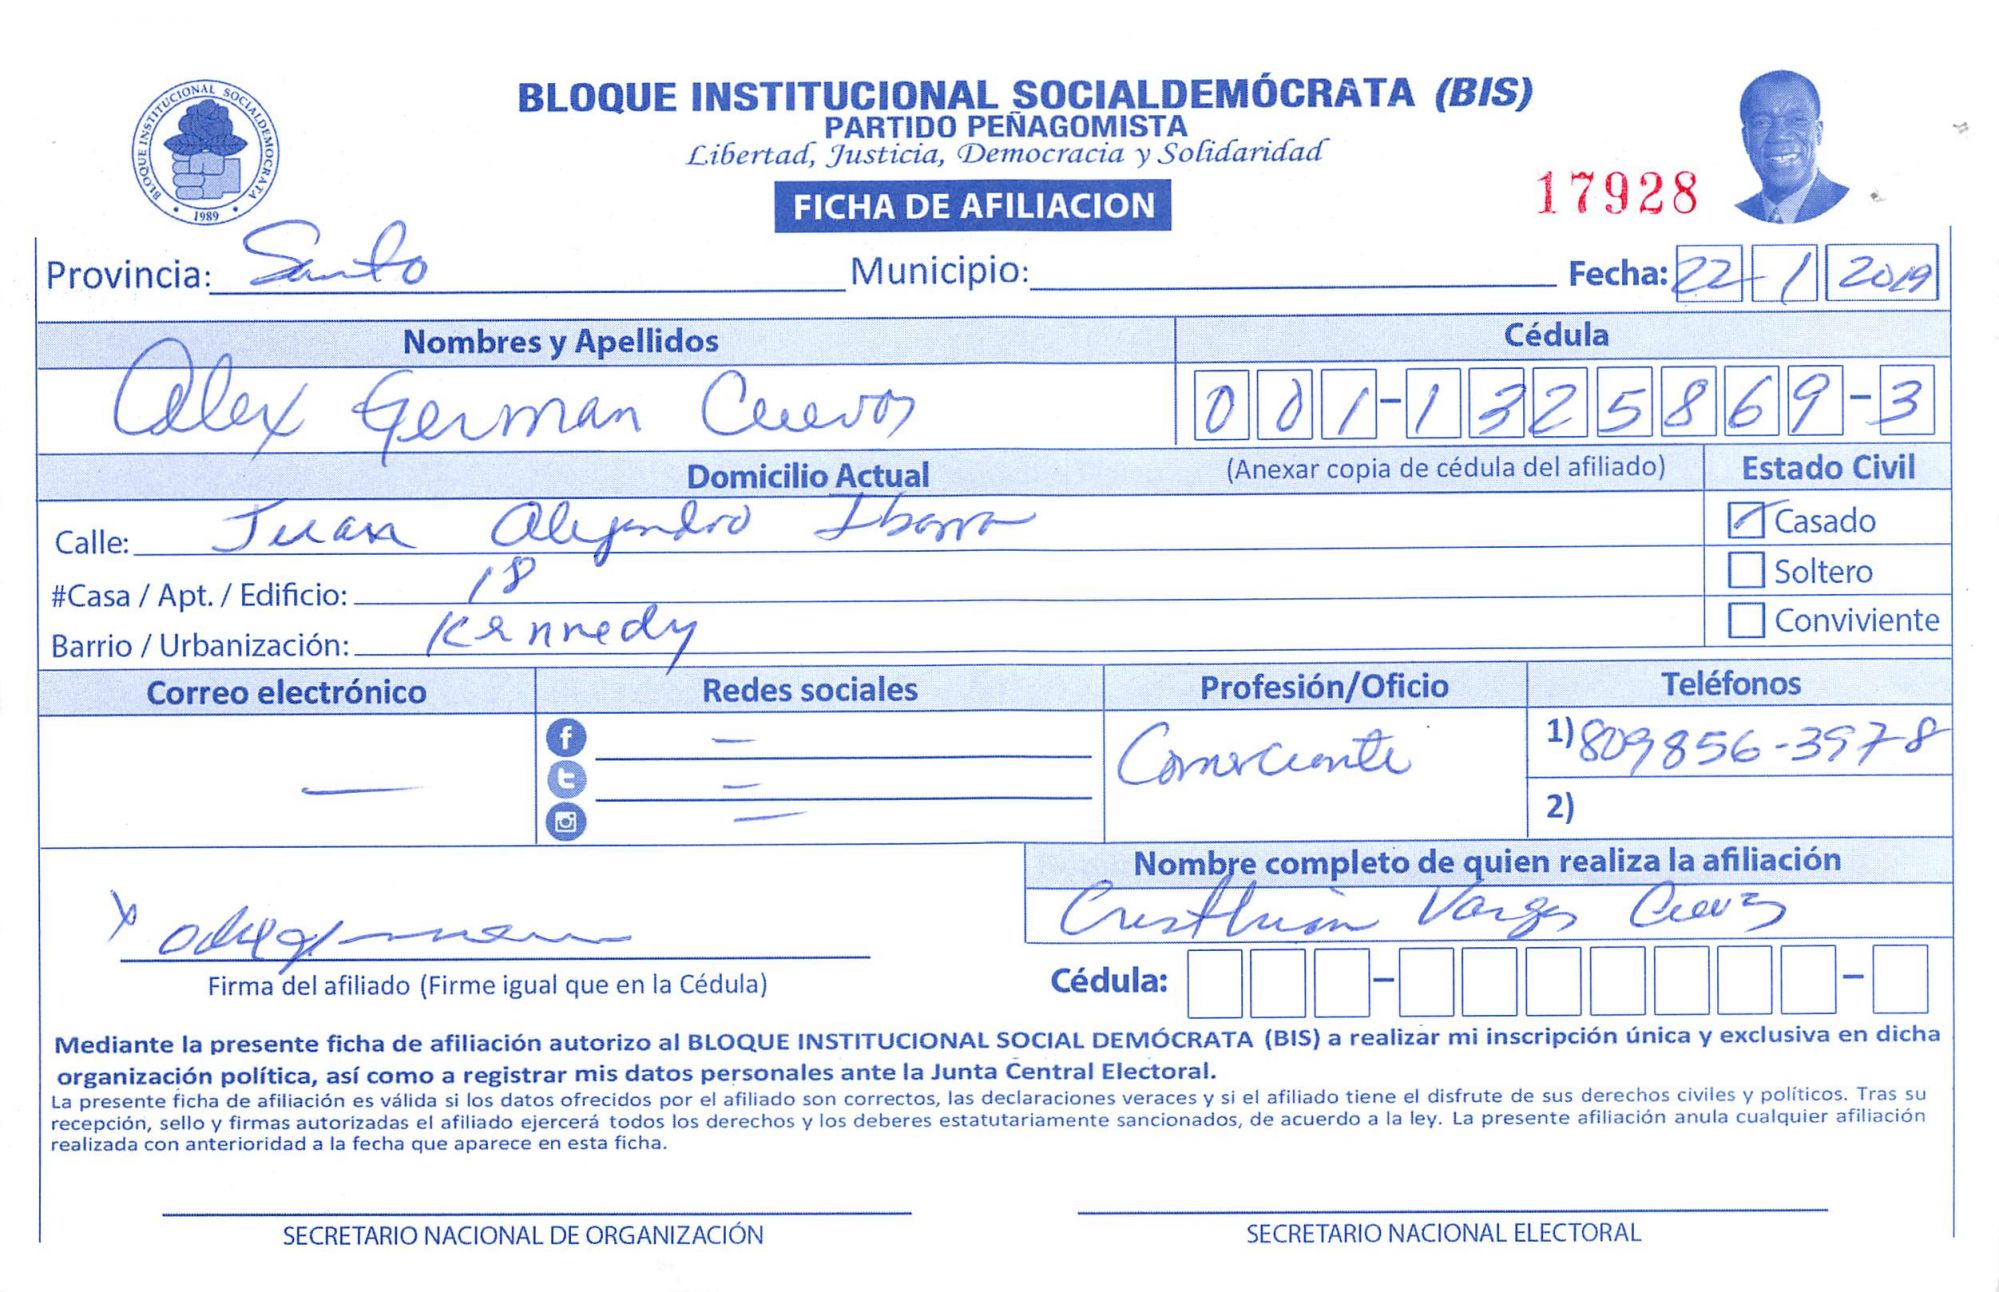 BLOQUE INSTITUCIONAL SOCIALDEMÓCRATA (BIS)
PARTIDO PEÑAGOMISTA
Libertad, Justicia, Democracia y Solidaridad
FICHA DE AFILIACION
17928
BLOQUE INSTITUCIONAL SOCIALDEMOCRATA
1989
Provincia: Santo Municipio: Fecha: 22 1 2019
Nombres y Apellidos Cédula
Alex German Cuevas 001-1325869-3
Domicilio Actual (Anexar copia de cédula del afiliado) Estado Civil
Calle: Juan Alejandro Ibarra Casado
#Casa / Apt. / Edificio: 18 Soltero
Barrio / Urbanización: Kennedy Conviviente
Correo electrónico Redes sociales Profesión/Oficio Teléfonos
— — Comerciante 1) 809856-3978
—
— 2)
Nombre completo de quien realiza la afiliación
x Cristhian Vargas Cuevas
Firma del afiliado (Firme igual que en la Cédula) Cédula:
Mediante la presente ficha de afiliación autorizo al BLOQUE INSTITUCIONAL SOCIAL DEMÓCRATA (BIS) a realizar mi inscripción única y exclusiva en dicha
organización política, así como a registrar mis datos personales ante la Junta Central Electoral.
La presente ficha de afiliación es válida si los datos ofrecidos por el afiliado son correctos, las declaraciones veraces y si el afiliado tiene el disfrute de sus derechos civiles y políticos. Tras su
recepción, sello y firmas autorizadas el afiliado ejercerá todos los derechos y los deberes estatutariamente sancionados, de acuerdo a la ley. La presente afiliación anula cualquier afiliación
realizada con anterioridad a la fecha que aparece en esta ficha.
SECRETARIO NACIONAL DE ORGANIZACIÓN SECRETARIO NACIONAL ELECTORAL